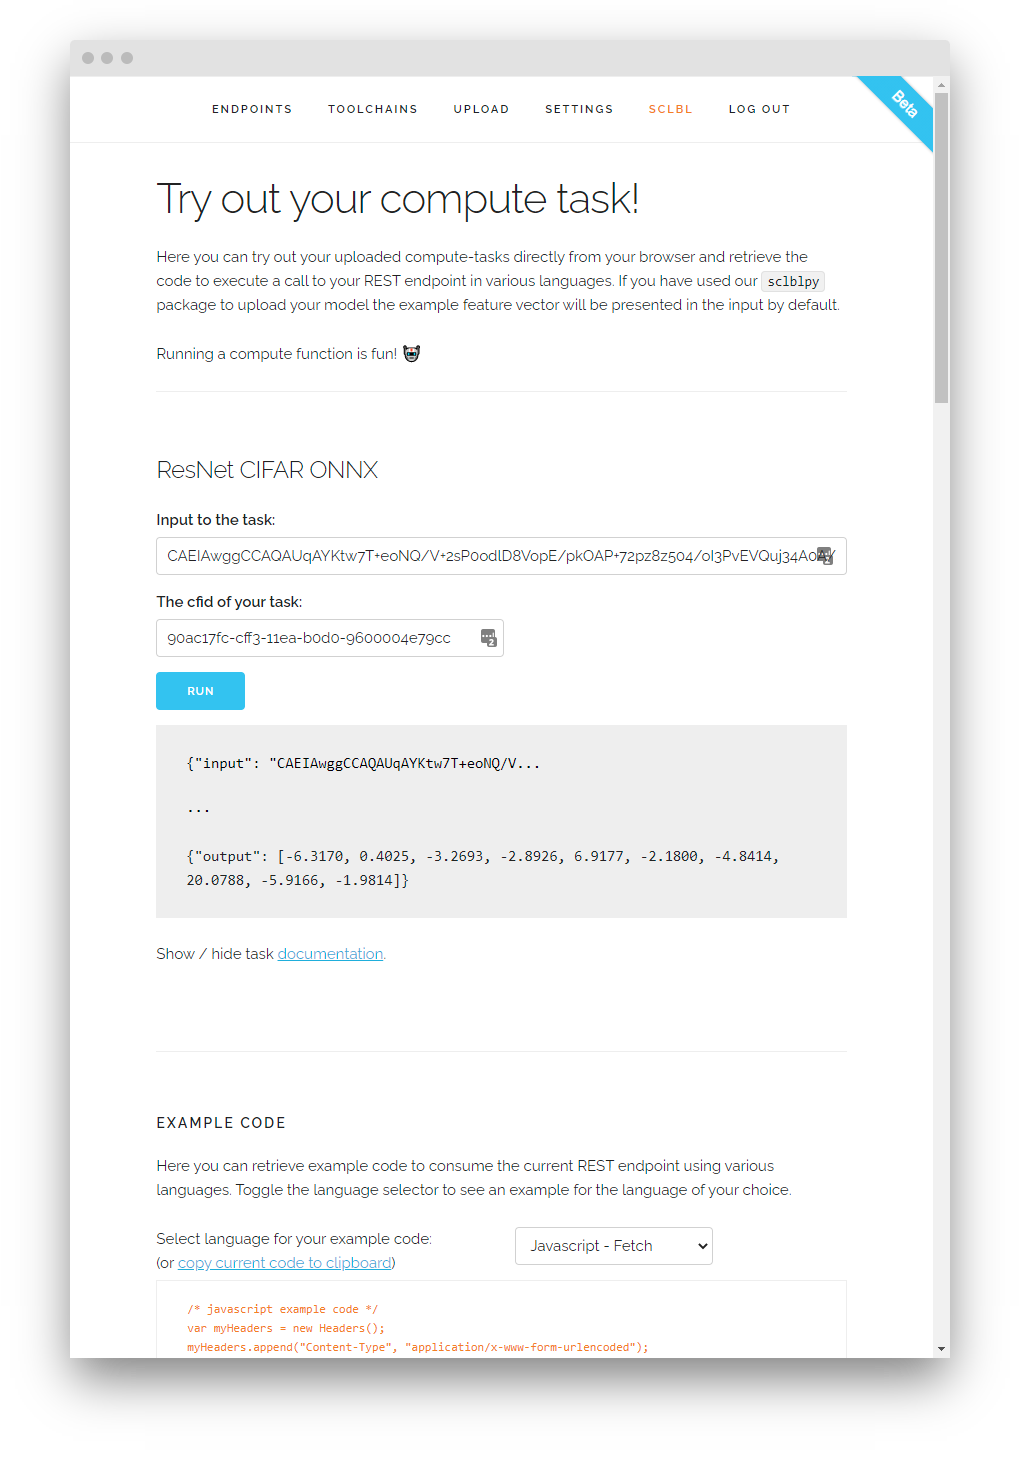 ENDPOINTS TOOLCHAINS UPLOAD SETTINGS SCLBL LOG OUT
Beta
Try out your compute task!
Here you can try out your uploaded compute-tasks directly from your browser and retrieve the
code to execute a call to your REST endpoint in various languages. If you have used our sclblpy
package to upload your model the example feature vector will be presented in the input by default.
Running a compute function is fun!
ResNet CIFAR ONNX
Input to the task:
CAEIAwggCCAQAUqAYKtw7T+eoNQ/V+2sP0odlD8VopE/pkOAP+72pz8z504/oI3PvEVQuj34A0AY
The cfid of your task:
90ac17fc-cff3-11ea-b0d0-9600004e79cc
RUN
{"input": "CAEIAwggCCAQAUqAYKtw7T+eoNQ/V...
...
{"output": [-6.3170, 0.4025, -3.2693, -2.8926, 6.9177, -2.1800, -4.8414,
20.0788, -5.9166, -1.9814]}
Show / hide task documentation.
EXAMPLE CODE
Here you can retrieve example code to consume the current REST endpoint using various
languages. Toggle the language selector to see an example for the language of your choice.
Select language for your example code:
Javascript - Fetch
(or copy current code to clipboard)
/* javascript example code */
var myHeaders = new Headers();
myHeaders.append("Content-Type", "application/x-www-form-urlencoded");